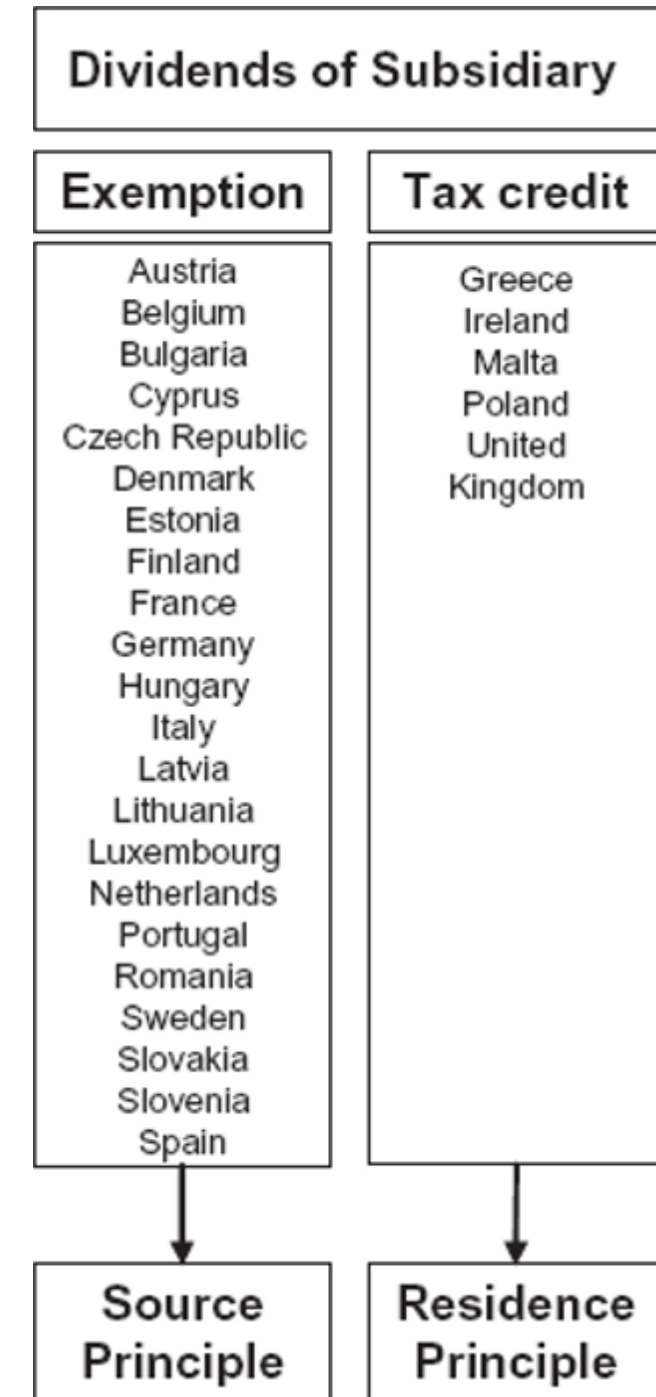 Dividends of Subsidiary
Exemption
Austria
Belgium
Bulgaria
Cyprus
Czech Republic
Denmark
Estonia
Finland
France
Germany
Hungary
Italy
Latvia
Lithuania
Luxembourg
Netherlands
Portugal
Romania
Sweden
Slovakia
Slovenia
Spain
Source
Principle
Tax credit
Greece
Ireland
Malta
Poland
United
Kingdom
Residence
Principle